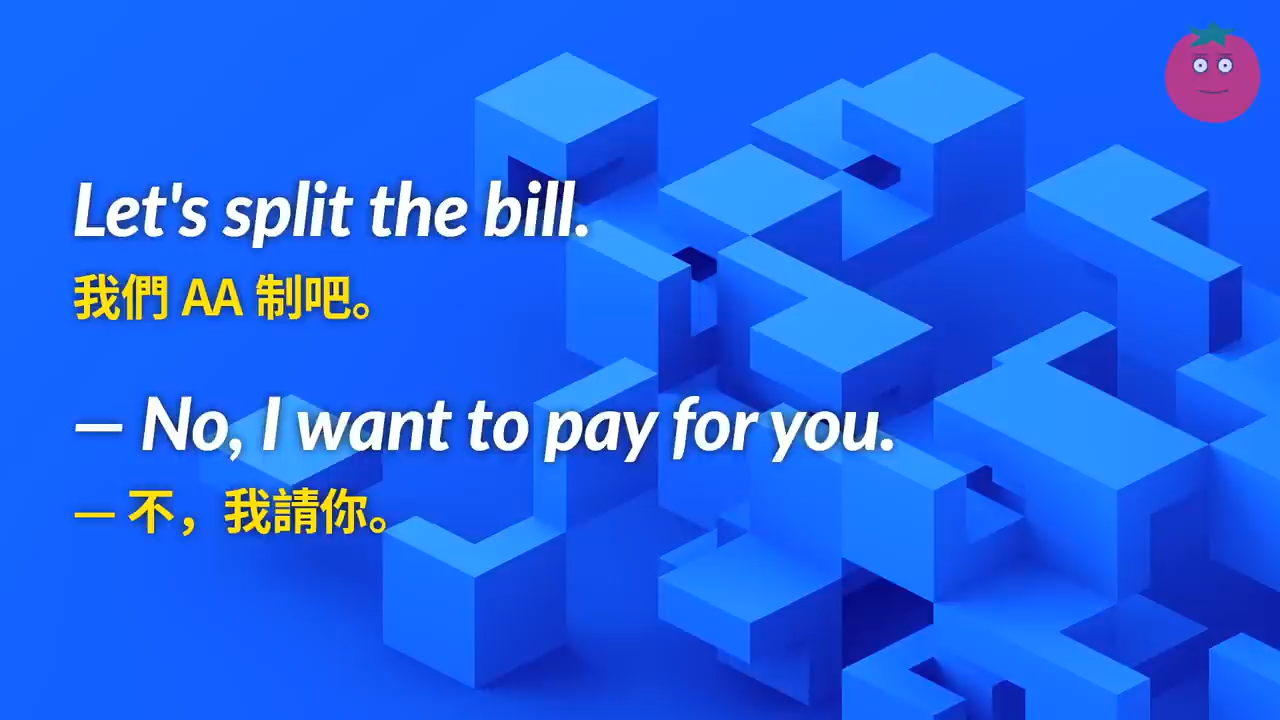 Let's split the bill.
我們 AA 制吧。
— No, I want to pay for you.
— 不，我請你。